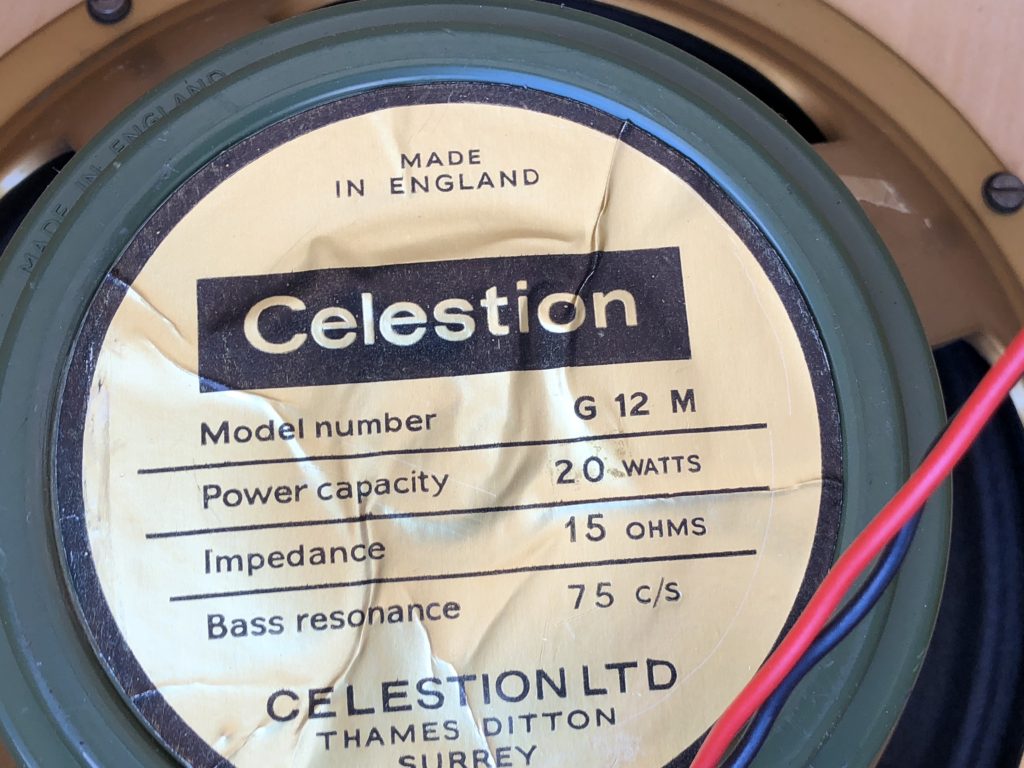 MADE IN ENGLAND
MADE
IN ENGLAND
Celestion
Model number G 12 M
Power capacity 20 WATTS
Impedance 15 OHMS
Bass resonance 75 c/s
CELESTION LTD
THAMES DITTON
SURREY